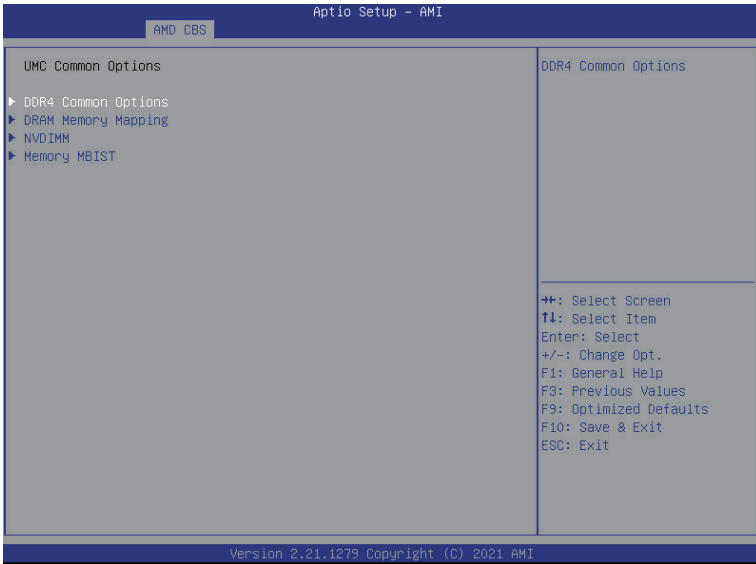 Aptio Setup – AMI
AMD CBS
UMC Common Options
DDR4 Common Options
DRAM Memory Mapping
NVDIMM
Memory MBIST
DDR4 Common Options
→←: Select Screen
↑↓: Select Item
Enter: Select
+/-: Change Opt.
F1: General Help
F3: Previous Values
F9: Optimized Defaults
F10: Save & Exit
ESC: Exit
Version 2.21.1279 Copyright (C) 2021 AMI